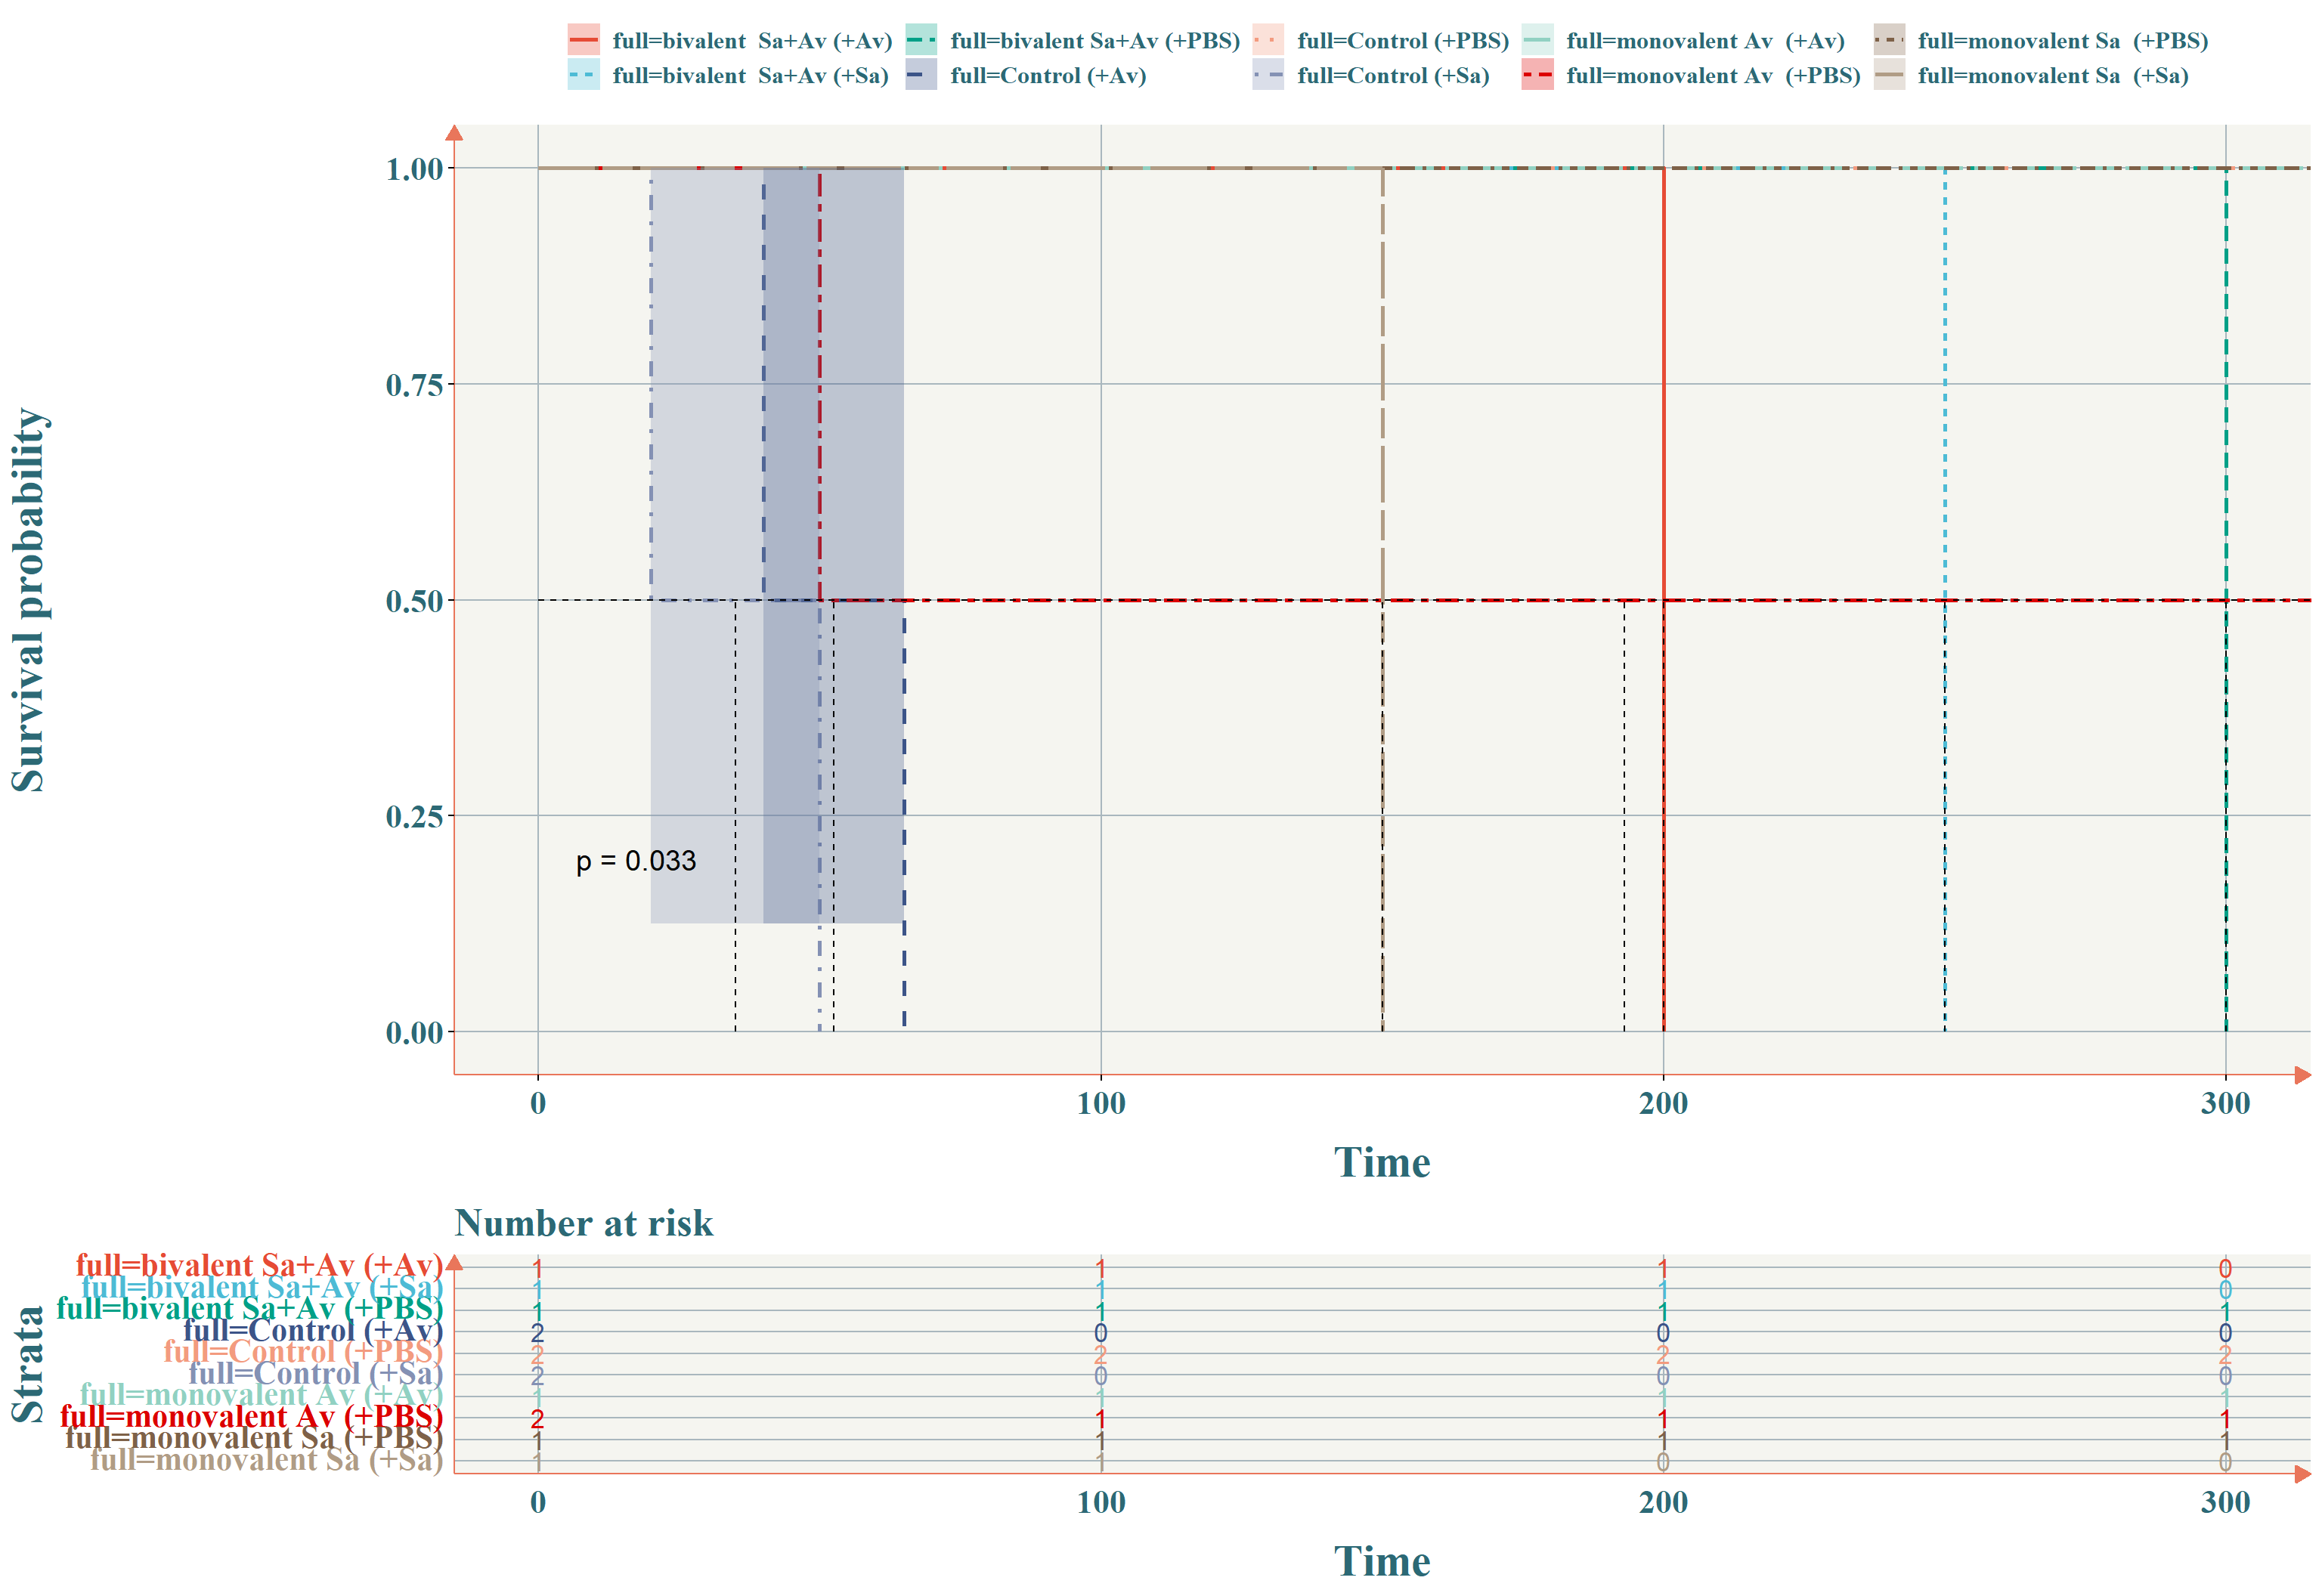 full=bivalent  Sa+Av (+Av) full=bivalent Sa+Av (+PBS) full=Control (+PBS) full=monovalent Av  (+Av) full=monovalent Sa  (+PBS)
full=bivalent  Sa+Av (+Sa) full=Control (+Av) full=Control (+Sa) full=monovalent Av  (+PBS) full=monovalent Sa  (+Sa)
Survival probability
1.00
0.75
0.50
0.25
0.00
p = 0.033
0 100 200 300
Time
Number at risk
Strata
full=bivalent Sa+Av (+Av) 1 1 1 0
full=bivalent Sa+Av (+Sa) 1 1 1 0
full=bivalent Sa+Av (+PBS) 1 1 1 1
full=Control (+Av) 2 0 0 0
full=Control (+PBS) 2 2 2 2
full=Control (+Sa) 2 0 0 0
full=monovalent Av (+Av) 1 1 1 1
full=monovalent Av (+PBS) 2 1 1 1
full=monovalent Sa (+PBS) 1 1 1 1
full=monovalent Sa (+Sa) 1 1 0 0
0 100 200 300
Time